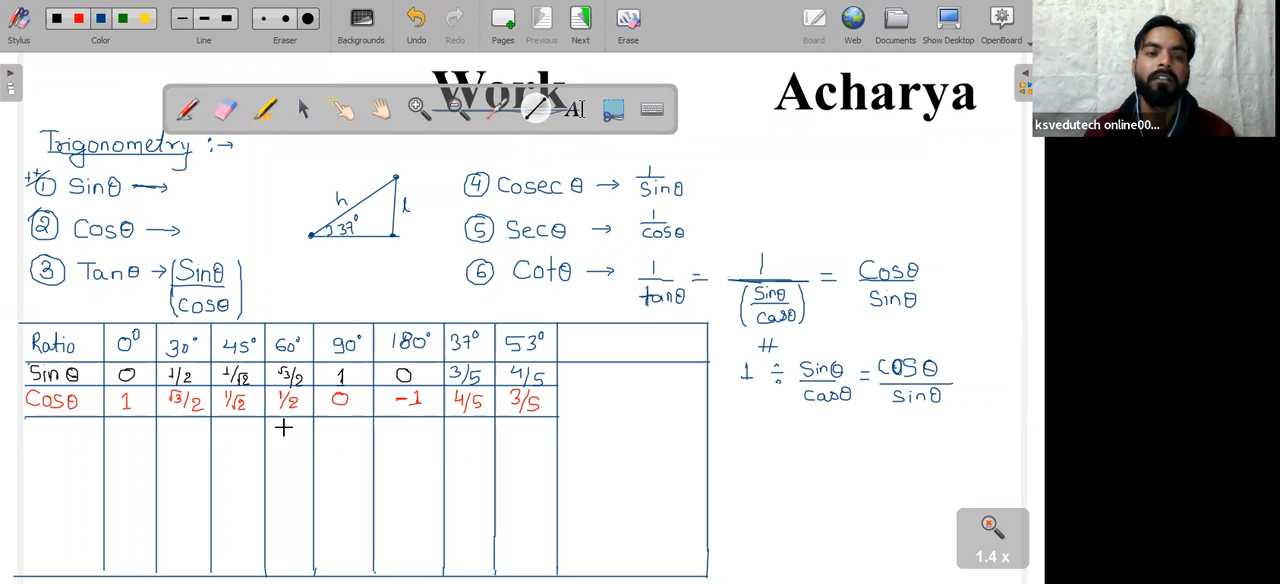 Color
Line
Eraser
Stylus
Backgrounds
Undo
Redo
Pages
Previous
Next
Erase
Board
Web
Documents
Show Desktop
OpenBoard
ksvedutech online00...
Work
Acharya
Trigonometry :→
① Sinθ →
② Cosθ →
③ Tanθ → (Sinθ/cosθ)
h
l
37°
④ Cosec θ → 1/Sinθ
⑤ Secθ → 1/cosθ
⑥ Cotθ → 1/tanθ = 1/(Sinθ/cosθ) = Cosθ/Sinθ
#
1 ÷ Sinθ/cosθ = COSθ/sinθ
Ratio 0° 30° 45° 60° 90° 180° 37° 53°
Sin θ 0 1/2 1/√2 √3/2 1 0 3/5 4/5
Cosθ 1 √3/2 1/√2 1/2 0 -1 4/5 3/5
1.4 x